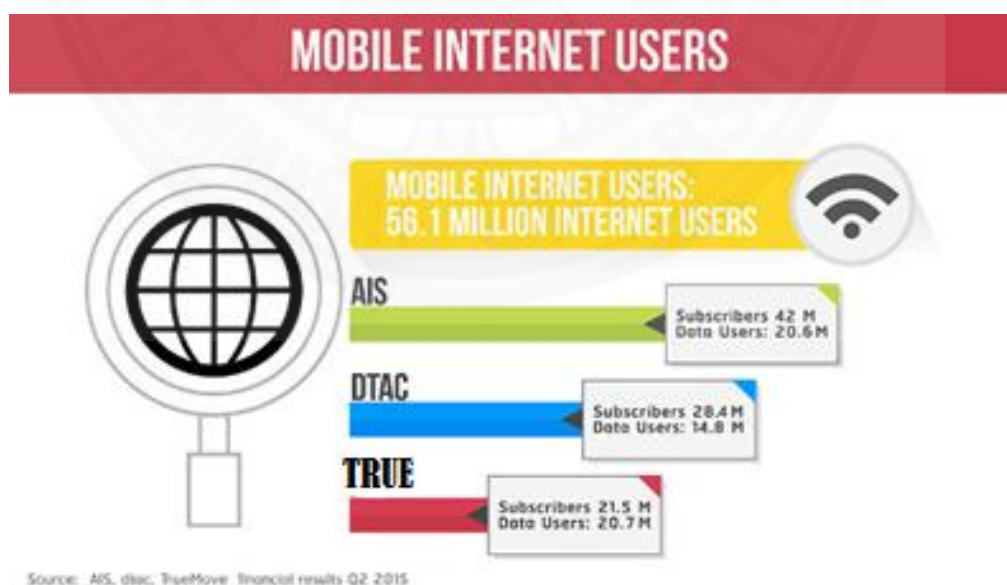 MOBILE INTERNET USERS
MOBILE INTERNET USERS:
56.1 MILLION INTERNET USERS
AIS
Subscribers 42 M
Data Users: 20.6 M
DTAC
Subscribers 28.4 M
Data Users: 14.8 M
TRUE
Subscribers 21.5 M
Data Users: 20.7 M
Source: AIS, dtac, TrueMove financial results Q2 2015